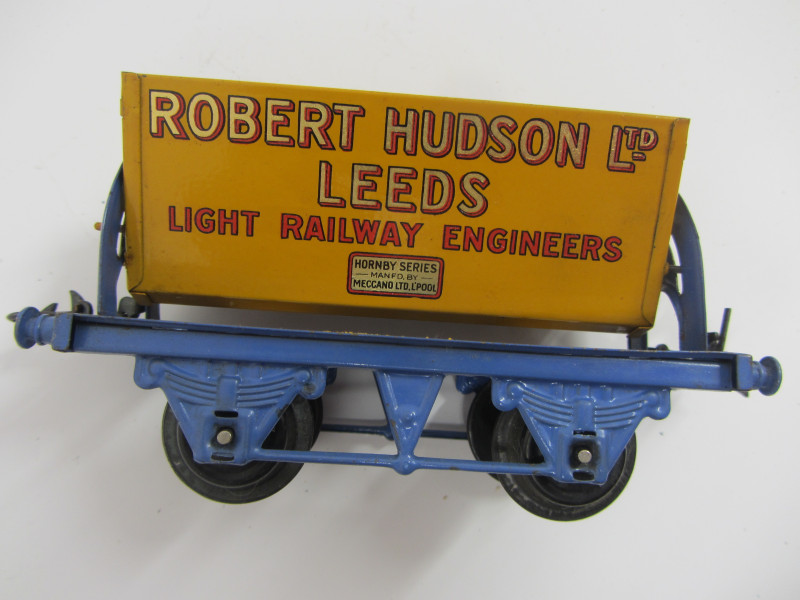 ROBERT HUDSON LTD
LEEDS
LIGHT RAILWAY ENGINEERS
HORNBY SERIES
MANFD. BY
MECCANO LTD, L'POOL